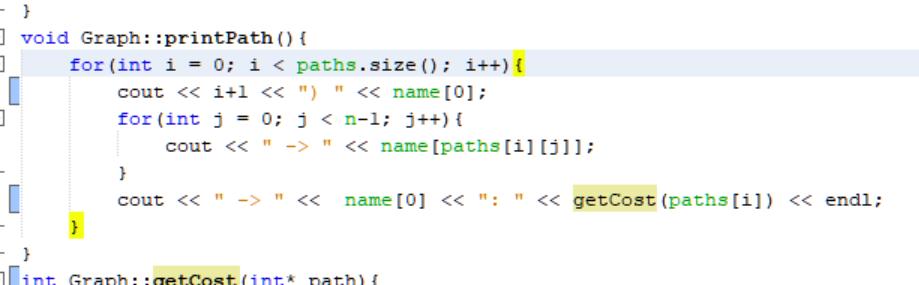 }
void Graph::printPath(){
    for(int i = 0; i < paths.size(); i++){
        cout << i+1 << ") " << name[0];
        for(int j = 0; j < n-1; j++){
            cout << " -> " << name[paths[i][j]];
        }
        cout << " -> " <<  name[0] << ": " << getCost(paths[i]) << endl;
    }
}
int Graph::getCost(int* path){